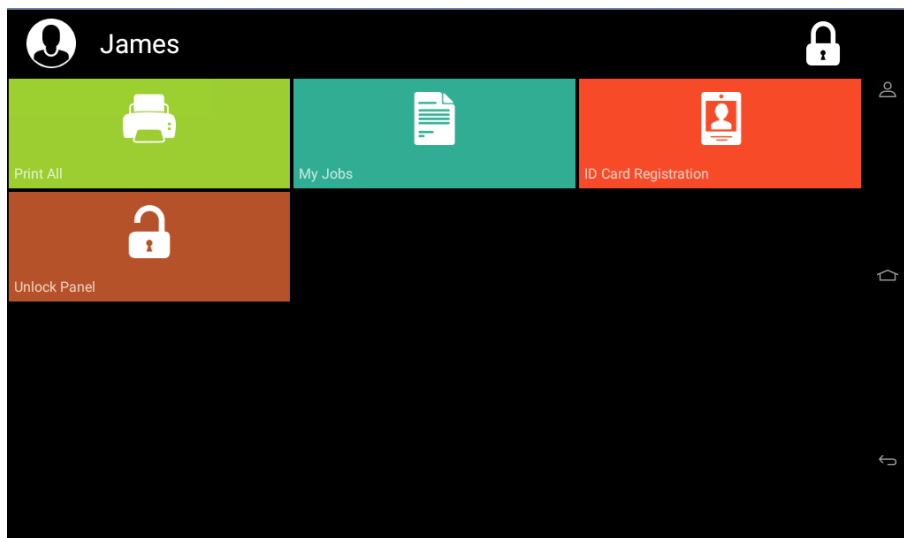 James
Print All
My Jobs
ID Card Registration
Unlock Panel